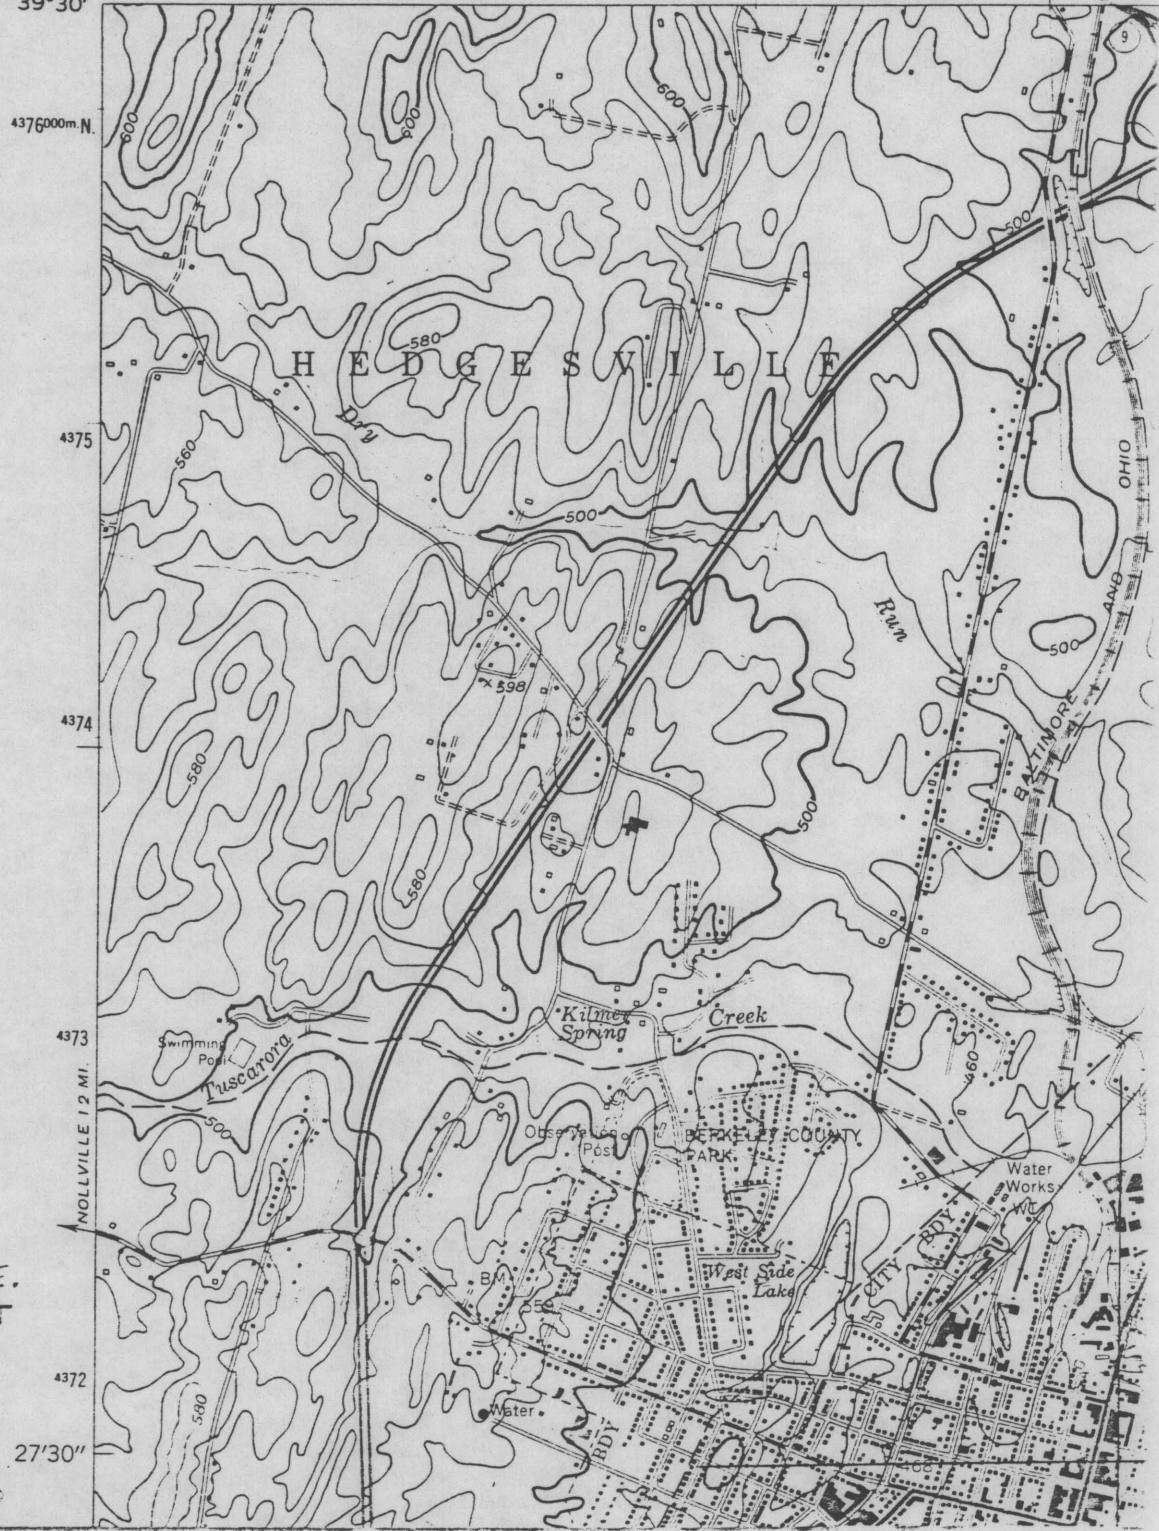 39°30'
9
4376000m.N.
600
600
600
500
580
HEDGESVILLE
Dry
4375
560
OHIO
500
AND
Run
500
×598
4374
BALTIMORE
580
500
580
Kilmer
Spring
Creek
4373
Swimming
Pool
Tuscarora
460
500
Observation
Post
BERKELEY COUNTY
PARK
Water
Works
WT
NOLLVILLE 1.2 MI.
BDY
CITY
BM
559
West Side
Lake
4372
580
Water
BDY
27'30"
468